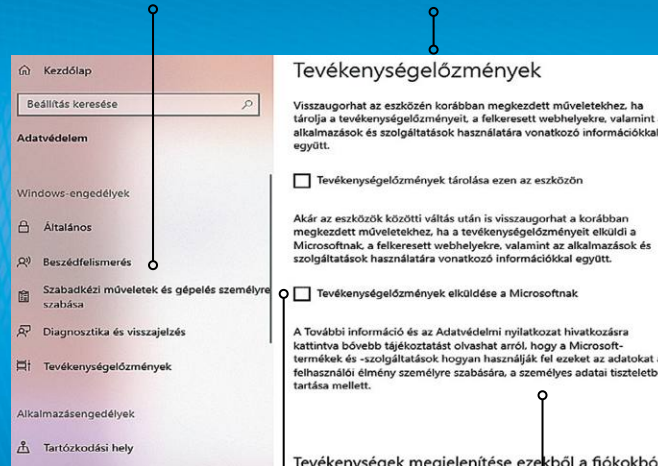 Kezdőlap
Beállítás keresése
Adatvédelem
Windows-engedélyek
Általános
Beszédfelismerés
Szabadkézi műveletek és gépelés személyre
szabása
Diagnosztika és visszajelzés
Tevékenységelőzmények
Alkalmazásengedélyek
Tartózkodási hely
Tevékenységelőzmények
Visszaugorhat az eszközén korábban megkezdett műveletekhez, ha
tárolja a tevékenységelőzményeit, a felkeresett webhelyekre, valamint
alkalmazások és szolgáltatások használatára vonatkozó információkkal
együtt.
Tevékenységelőzmények tárolása ezen az eszközön
Akár az eszközök közötti váltás után is visszaugorhat a korábban
megkezdett műveletekhez, ha a tevékenységelőzményeit elküldi a
Microsoftnak, a felkeresett webhelyekre, valamint az alkalmazások és
szolgáltatások használatára vonatkozó információkkal együtt.
Tevékenységelőzmények elküldése a Microsoftnak
A További információ és az Adatvédelmi nyilatkozat hivatkozásra
kattintva bővebb tájékoztatást olvashat arról, hogy a Microsoft-
termékek és -szolgáltatások hogyan használják fel ezeket az adatokat a
felhasználói élmény személyre szabására, a személyes adatai tiszteletb
tartása mellett.
Tevékenységek megjelenítése ezekből a fiókokbó